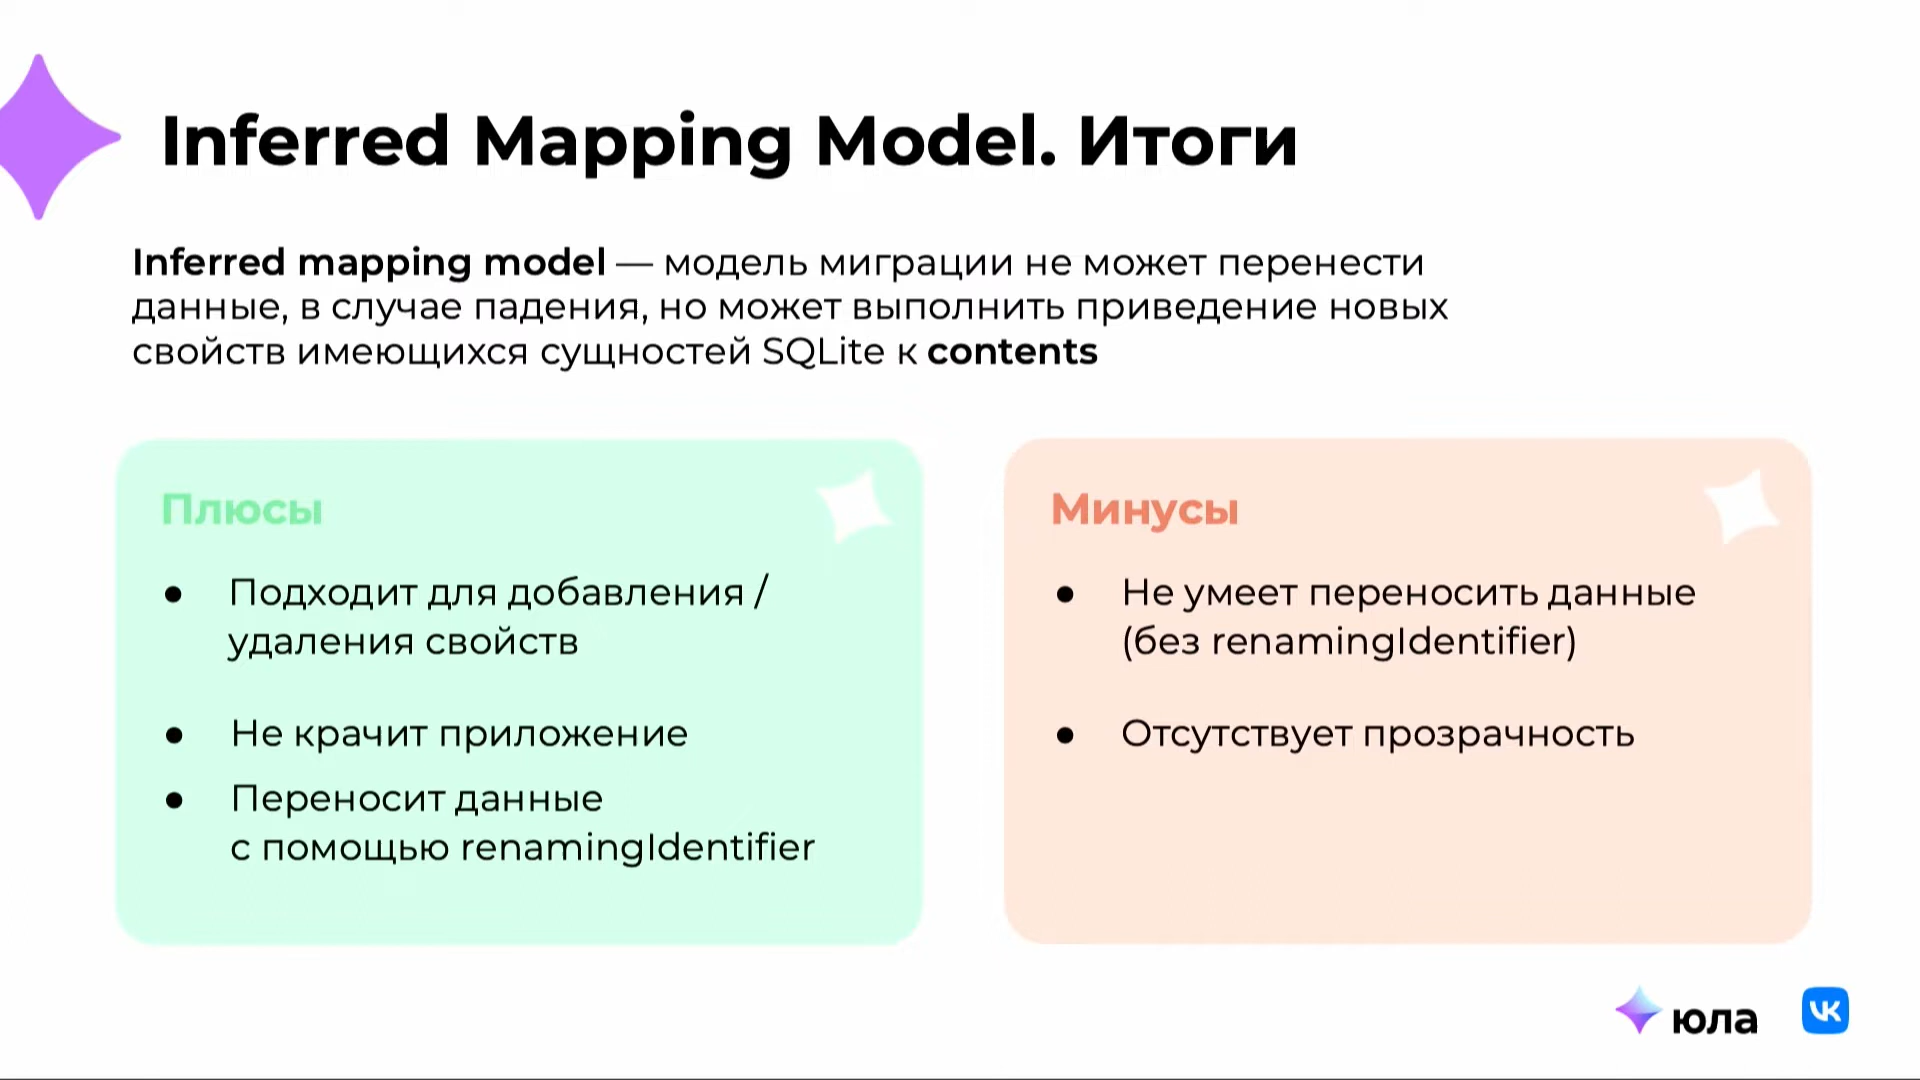 Inferred Mapping Model. Итоги
Inferred mapping model — модель миграции не может перенести
данные, в случае падения, но может выполнить приведение новых
свойств имеющихся сущностей SQLite к contents
Плюсы
● Подходит для добавления /
удаления свойств
● Не крачит приложение
● Переносит данные
с помощью renamingIdentifier
Минусы
● Не умеет переносить данные
(без renamingIdentifier)
● Отсутствует прозрачность
юла
VK